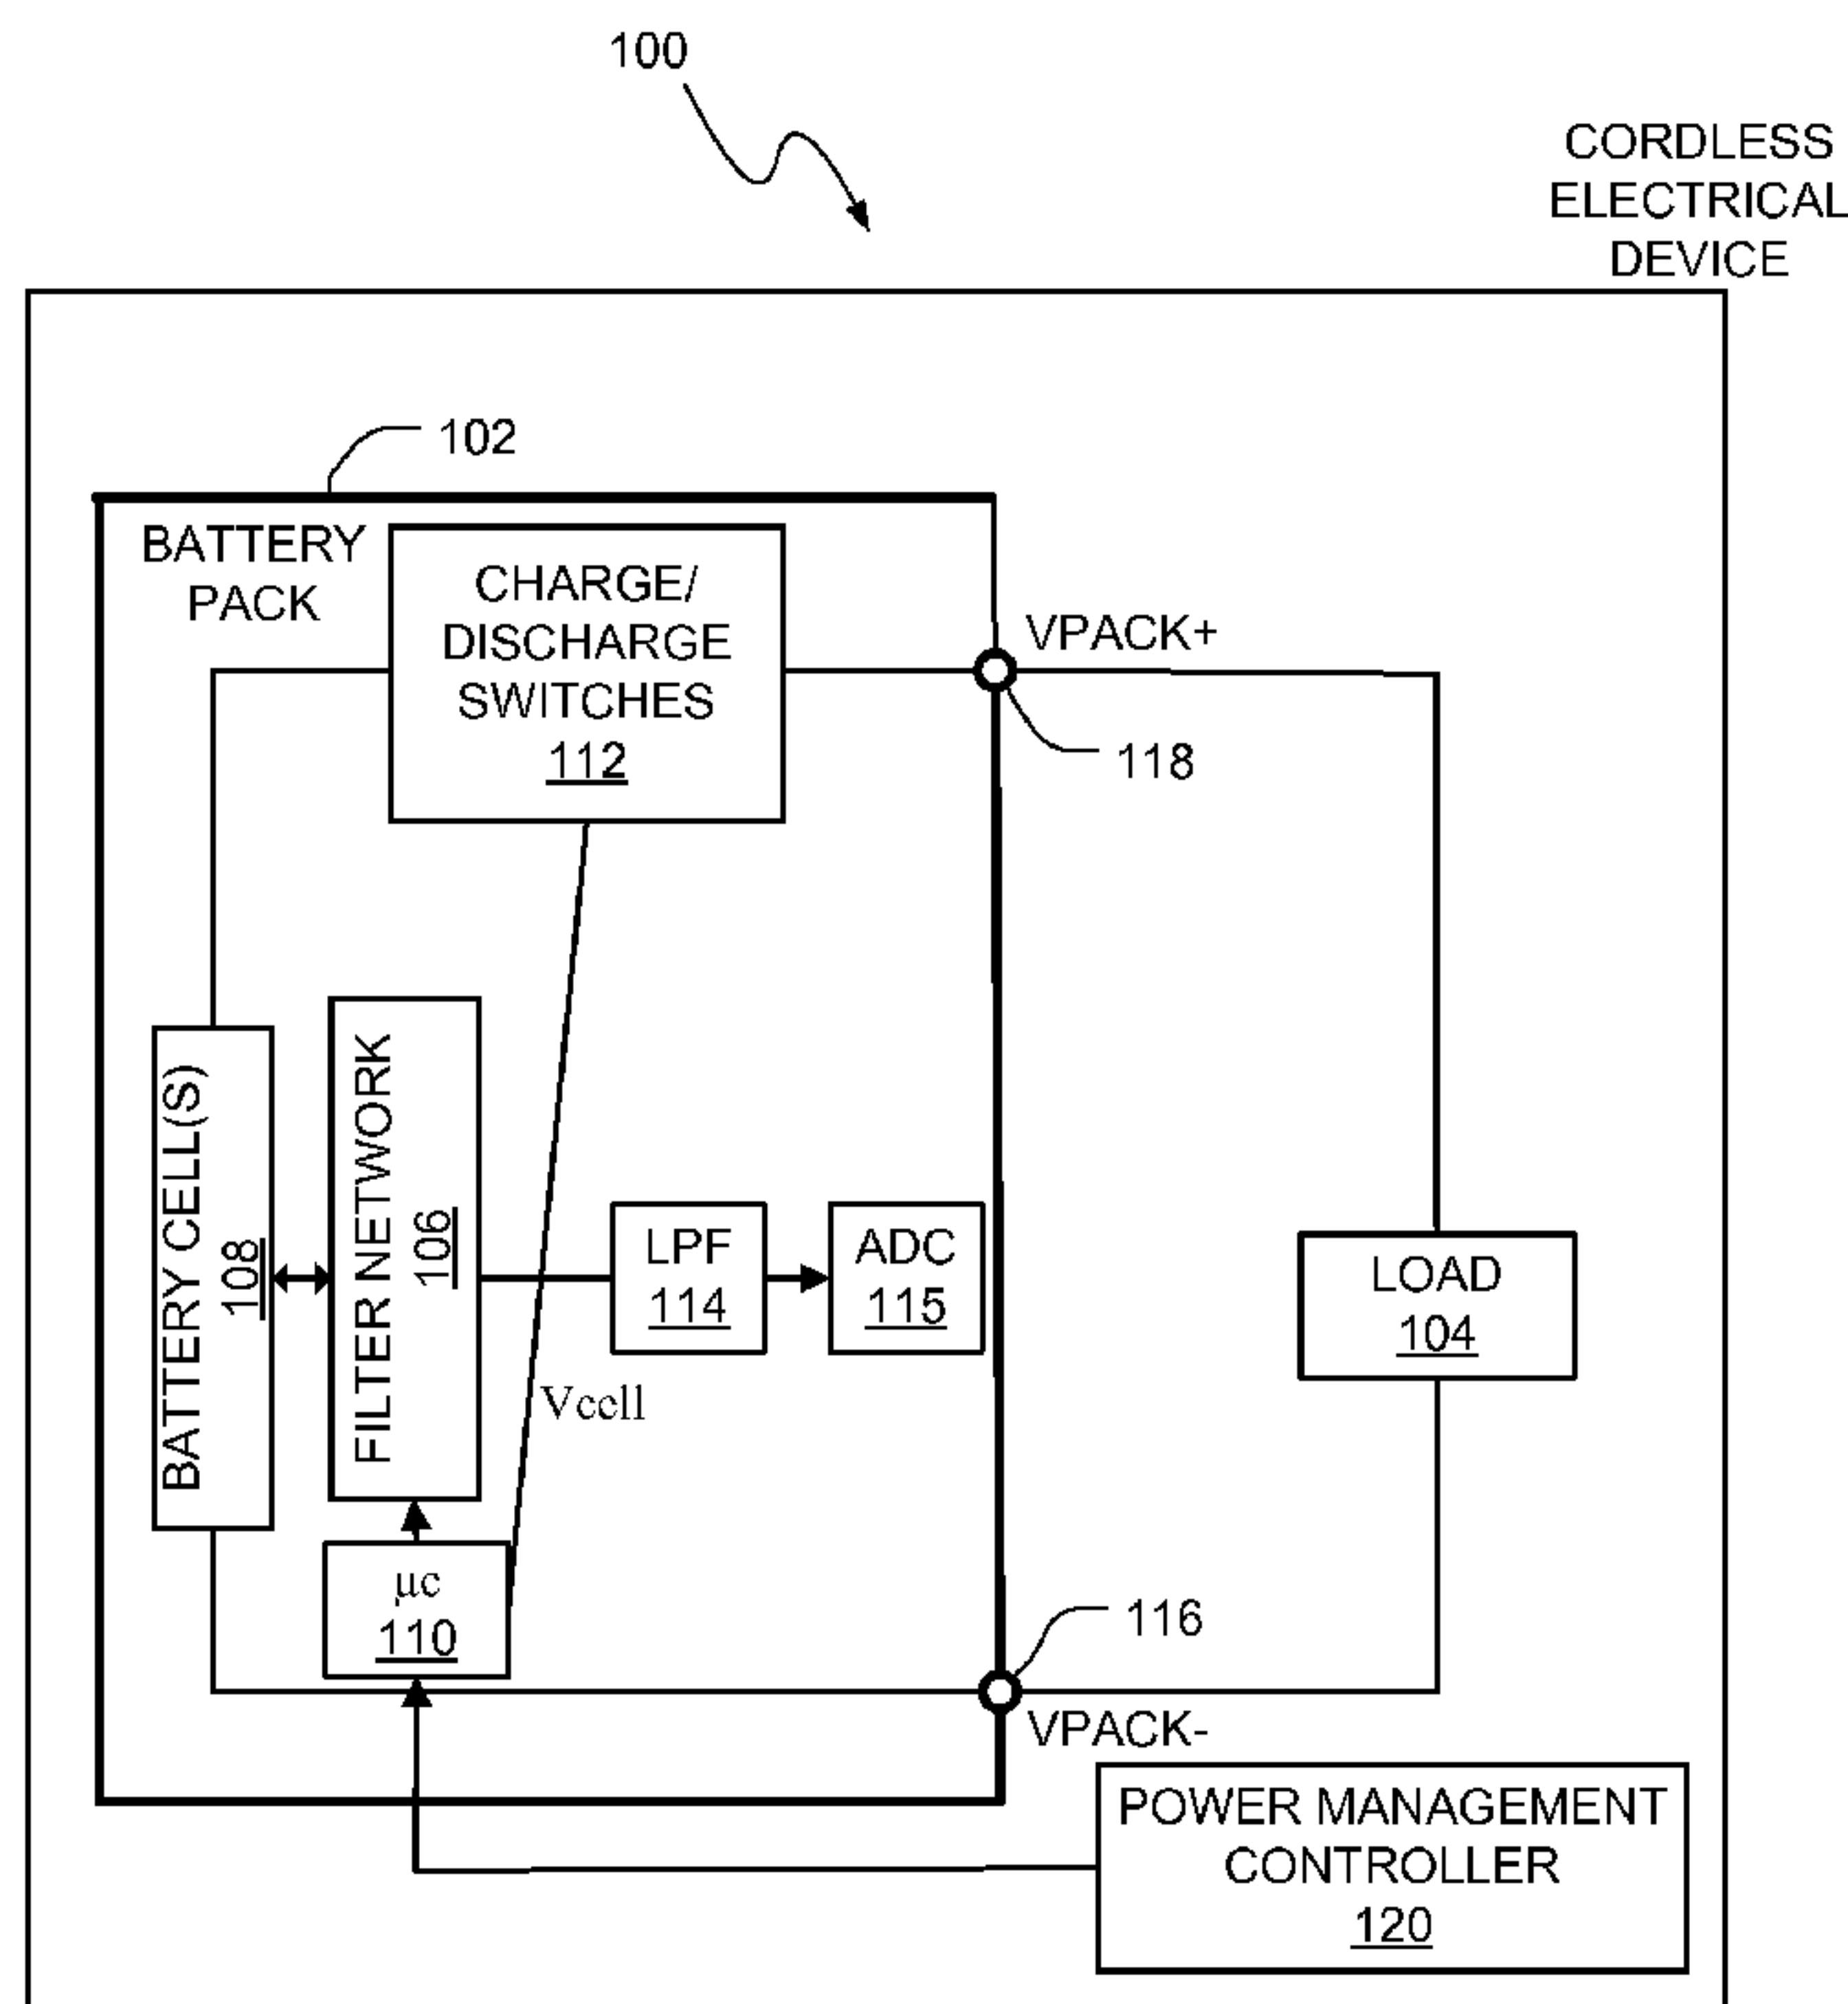 100
CORDLESS
ELECTRICAL
DEVICE
102
BATTERY
PACK
CHARGE/
DISCHARGE
SWITCHES
112
VPACK+
118
BATTERY CELL(S)
108
FILTER NETWORK
106
LPF
114
ADC
115
LOAD
104
Vccll
µc
110
116
VPACK-
POWER MANAGEMENT
CONTROLLER
120